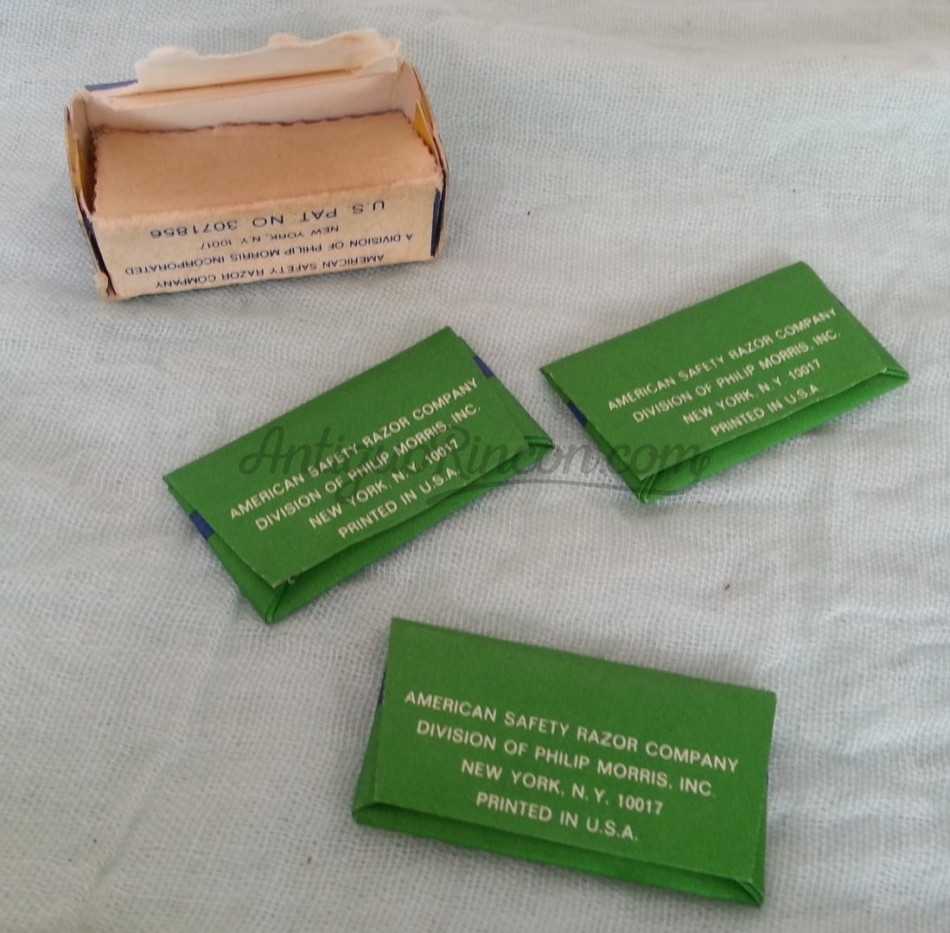 U.S. PAT NO 3071856
NEW YORK, N.Y. 10017
A DIVISION OF PHILIP MORRIS INCORPORATED
AMERICAN SAFETY RAZOR COMPANY
AMERICAN SAFETY RAZOR COMPANY
DIVISION OF PHILIP MORRIS, INC.
NEW YORK, N.Y. 10017
PRINTED IN U.S.A
AMERICAN SAFETY RAZOR COMPANY
DIVISION OF PHILIP MORRIS, INC.
NEW YORK, N.Y. 10017
PRINTED IN U.S.A.
AntiguoRincon.com
AMERICAN SAFETY RAZOR COMPANY
DIVISION OF PHILIP MORRIS, INC.
NEW YORK, N.Y. 10017
PRINTED IN U.S.A.